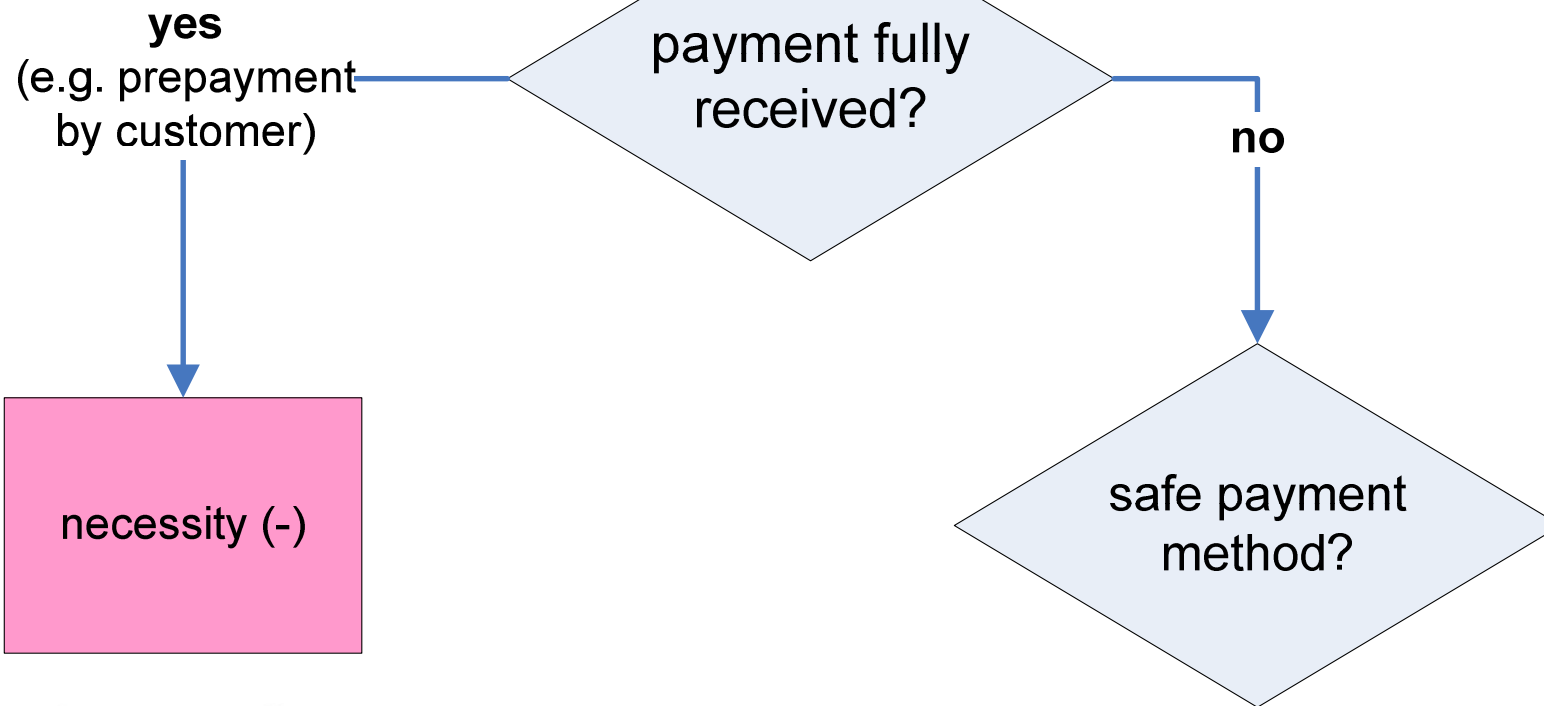 yes
(e.g. prepayment
by customer)
payment fully
received?
no
necessity (-)
safe payment
method?